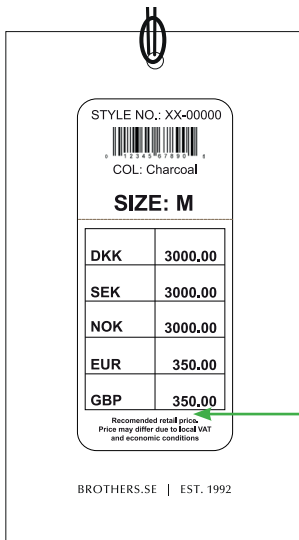 STYLE NO.: XX-00000
0 12345 67890 8
COL: Charcoal
SIZE: M
DKK 3000.00
SEK 3000.00
NOK 3000.00
EUR 350.00
GBP 350.00
Recomended retail price.
Price may differ due to local VAT
and economic conditions
BROTHERS.SE | EST. 1992